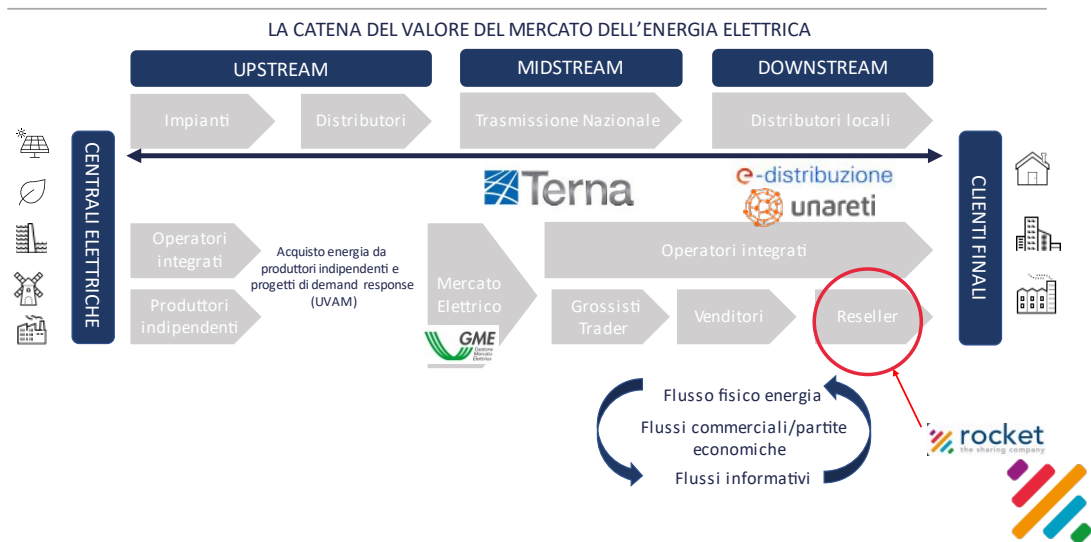 LA CATENA DEL VALORE DEL MERCATO DELL'ENERGIA ELETTRICA
UPSTREAM
MIDSTREAM
DOWNSTREAM
Impianti
Distributori
Trasmissione Nazionale
Distributori locali
CENTRALI ELETTRICHE
CLIENTI FINALI
Terna
e-distribuzione
unareti
Operatori
integrati
Acquisto energia da
produttori indipendenti e
progetti di demand response
(UVAM)
Produttori
indipendenti
Mercato
Elettrico
GME
Gestore
Mercati
Elettrici
Operatori integrati
Grossisti
Trader
Venditori
Reseller
Flusso fisico energia
Flussi commerciali/partite
economiche
Flussi informativi
rocket
the sharing company